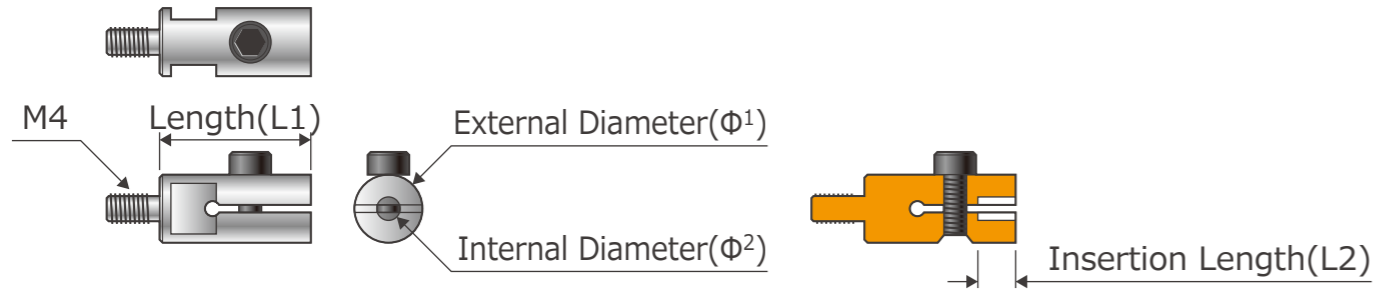 M4
Length(L1)
External Diameter(Φ¹)
Internal Diameter(Φ²)
Insertion Length(L2)